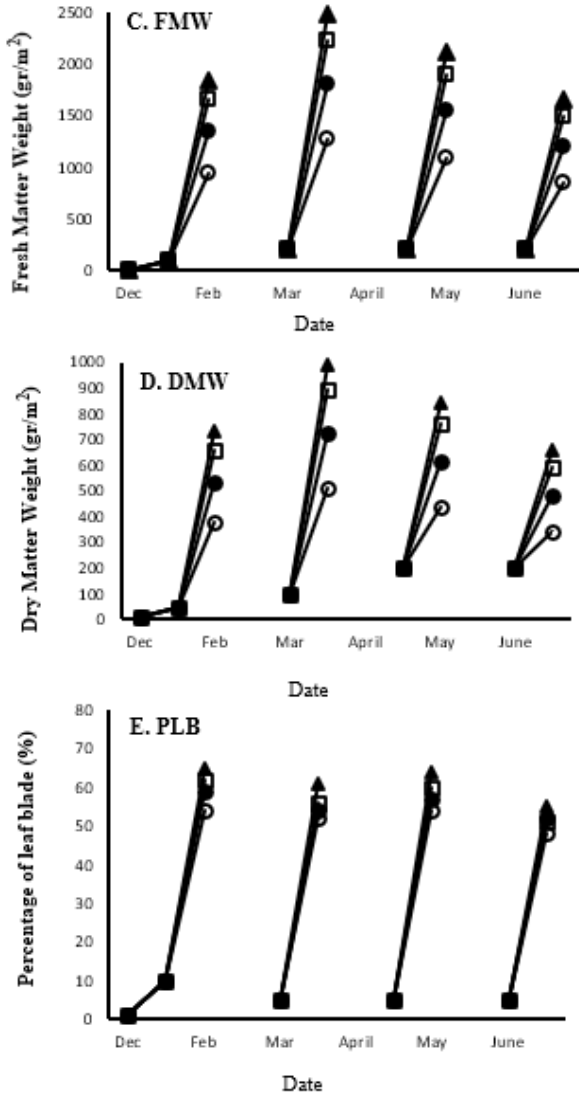 C. FMW
Fresh Matter Weight (gr/m²)
2500
2000
1500
1000
500
0
Dec Feb Mar April May June
Date
D. DMW
Dry Matter Weight (gr/m²)
1000
900
800
700
600
500
400
300
200
100
0
Dec Feb Mar April May June
Date
E. PLB
Percentage of leaf blade (%)
80
70
60
50
40
30
20
10
0
Dec Feb Mar April May June
Date